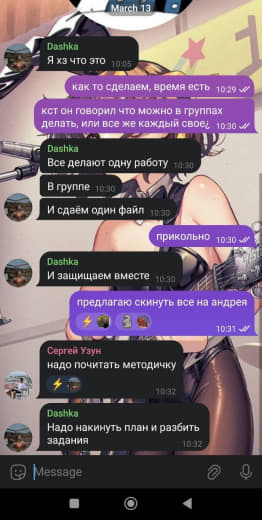 March 13
Dashka
Я хз что это 10:05
как то сделаем, время есть 10:29
кст он говорил что можно в группах
делать, или все же каждый свое¿ 10:30
Dashka
Все делают одну работу 10:30
В группе 10:30
И сдаём один файл 10:30
прикольно 10:30
Dashka
И защищаем вместе 10:30
предлагаю скинуть все на андрея
10:31
Сергей Узун
надо почитать методичку
10:32
Dashka
Надо накинуть план и разбить
задания 10:32
Message